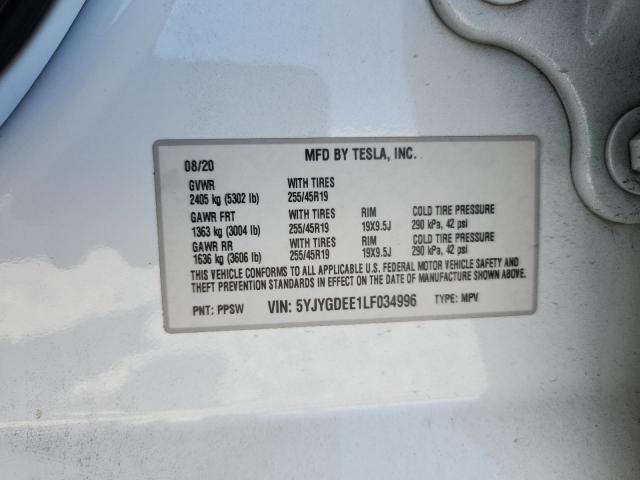 08/20 MFD BY TESLA, INC.
GVWR WITH TIRES
2405 kg (5302 lb) 255/45R19
GAWR FRT WITH TIRES RIM COLD TIRE PRESSURE
1363 kg (3004 lb) 255/45R19 19X9.5J 290 kPa, 42 psi
GAWR RR WITH TIRES RIM COLD TIRE PRESSURE
1636 kg (3606 lb) 255/45R19 19X9.5J 290 kPa, 42 psi
THIS VEHICLE CONFORMS TO ALL APPLICABLE U.S. FEDERAL MOTOR VEHICLE SAFETY AND
THEFT PREVENTION STANDARDS IN EFFECT ON THE DATE OF MANUFACTURE SHOWN ABOVE.
PNT: PPSW VIN: 5YJYGDEE1LF034996 TYPE: MPV